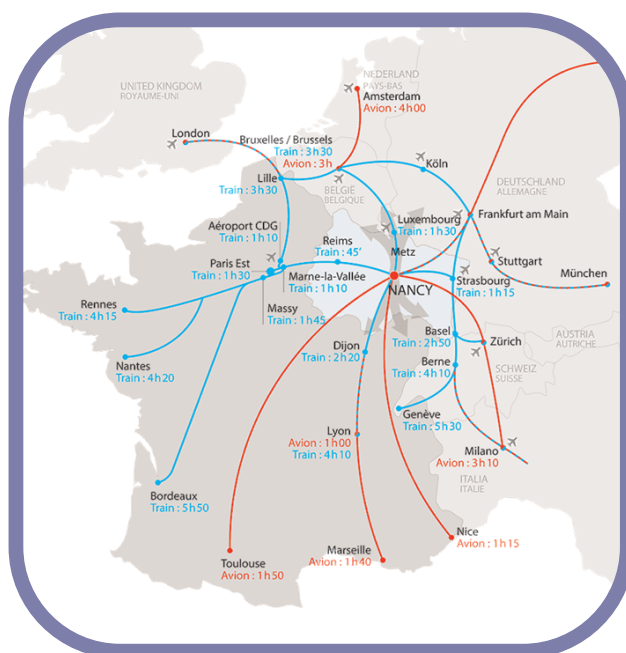 UNITED KINGDOM
ROYAUME-UNI
NEDERLAND
PAYS-BAS
Amsterdam
Avion : 4h00
London
Bruxelles / Brussels
Train : 3h30
Avion : 3h
Lille
Train : 3h30
Köln
BELGIË
BELGIQUE
DEUTSCHLAND
ALLEMAGNE
Aéroport CDG
Train : 1h10
Luxembourg
Train : 1h30
Frankfurt am Main
Reims
Train : 45'
Metz
Paris Est
Train : 1h30
Marne-la-Vallée
Train : 1h10
Stuttgart
München
NANCY
Strasbourg
Train : 1h15
Rennes
Train : 4h15
Massy
Train : 1h45
Basel
Train : 2h50
Zürich
AUSTRIA
AUTRICHE
Dijon
Train : 2h20
Nantes
Train : 4h20
Berne
Train : 4h10
SCHWEIZ
SUISSE
Genève
Train : 5h30
Lyon
Avion : 1h00
Train : 4h10
Milano
Avion : 3h10
ITALIA
ITALIE
Bordeaux
Train : 5h50
Nice
Avion : 1h15
Toulouse
Avion : 1h50
Marseille
Avion : 1h40